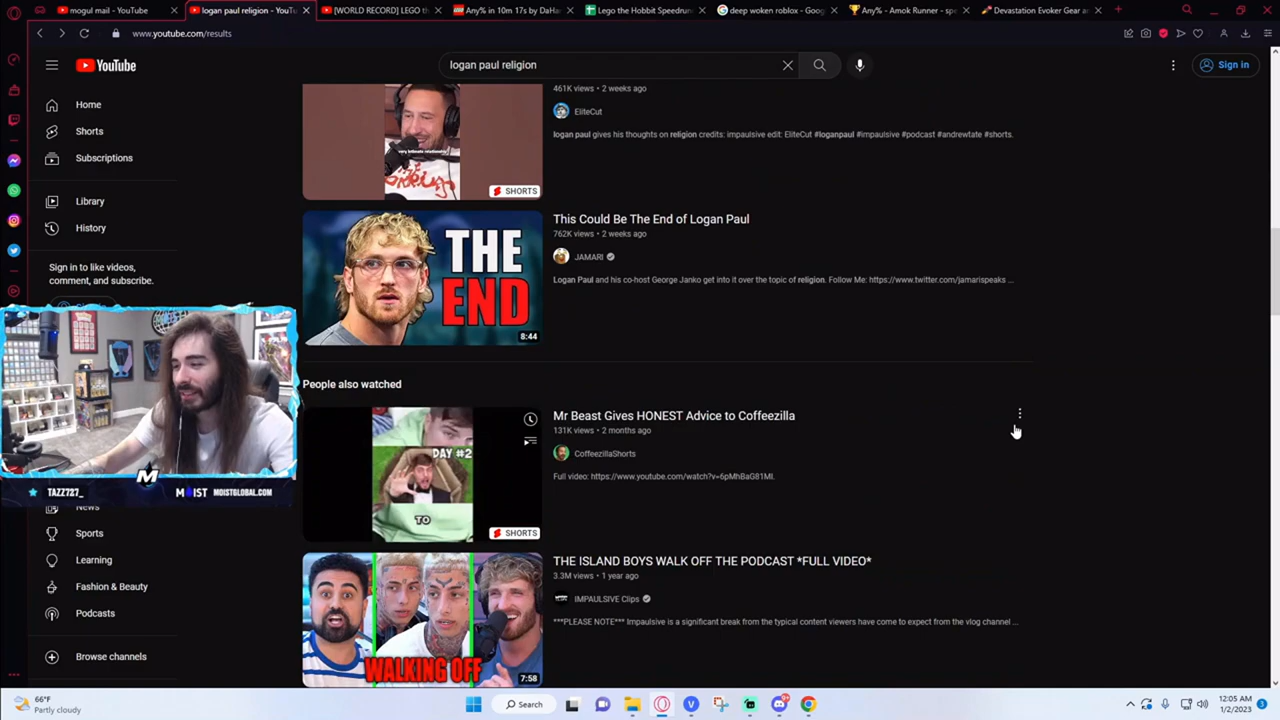 mogul mail - YouTube
logan paul religion - YouTu
[WORLD RECORD] LEGO th
Any% in 10m 17s by DaHar
Lego the Hobbit Speedrun
deep woken roblox - Goog
Any% - Amok Runner - spe
Devastation Evoker Gear a
www.youtube.com/results
YouTube
logan paul religion
Sign in
Home
Shorts
Subscriptions
Library
History
Sign in to like videos,
comment, and subscribe.
461K views • 2 weeks ago
EliteCut
logan paul gives his thoughts on religion credits: impaulsive edit: EliteCut #loganpaul #impaulsive #podcast #andrewtate #shorts.
very intimate relationship
SHORTS
THE
END
8:44
This Could Be The End of Logan Paul
762K views • 2 weeks ago
JAMARI
Logan Paul and his co-host George Janko get into it over the topic of religion. Follow Me: https://www.twitter.com/jamarispeaks ...
People also watched
DAY #2
TO
SHORTS
Mr Beast Gives HONEST Advice to Coffeezilla
131K views • 2 months ago
CoffeezillaShorts
Full video: https://www.youtube.com/watch?v=6pMhBaG81MI.
WALKING OFF
7:58
THE ISLAND BOYS WALK OFF THE PODCAST *FULL VIDEO*
3.3M views • 1 year ago
IMPAULSIVE Clips
***PLEASE NOTE*** Impaulsive is a significant break from the typical content viewers have come to expect from the vlog channel ...
M
TAZZ727_
MOIST
MOISTGLOBAL.COM
News
Sports
Learning
Fashion & Beauty
Podcasts
Browse channels
66°F
Partly cloudy
Search
12:05 AM
1/2/2023